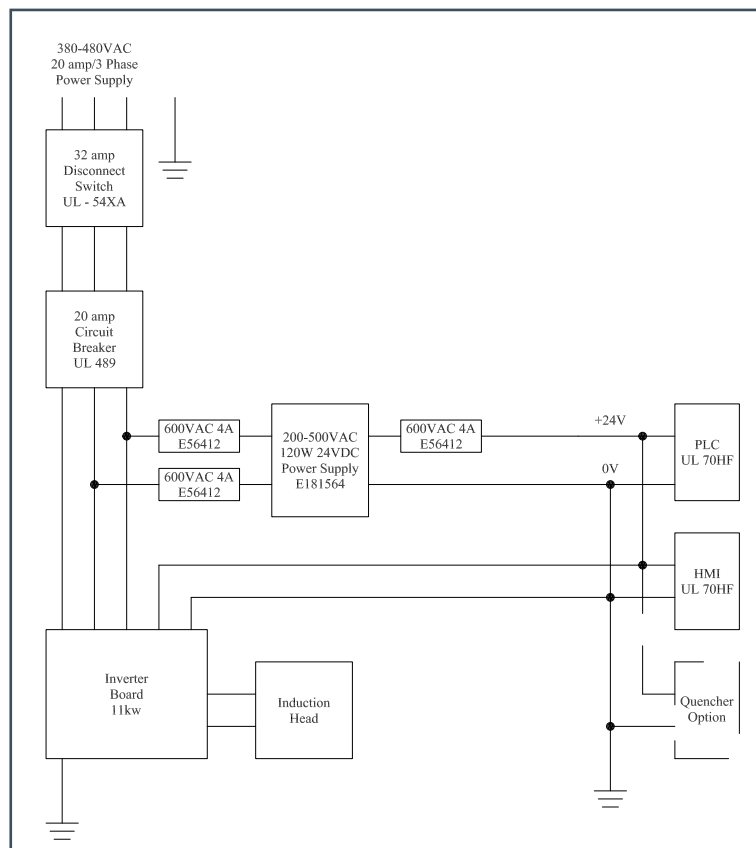 380-480VAC
20 amp/3 Phase
Power Supply
32 amp
Disconnect
Switch
UL - 54XA
20 amp
Circuit
Breaker
UL 489
600VAC 4A
E56412
600VAC 4A
E56412
200-500VAC
120W 24VDC
Power Supply
E181564
600VAC 4A
E56412
+24V
0V
PLC
UL 70HF
HMI
UL 70HF
Inverter
Board
11kw
Induction
Head
Quencher
Option